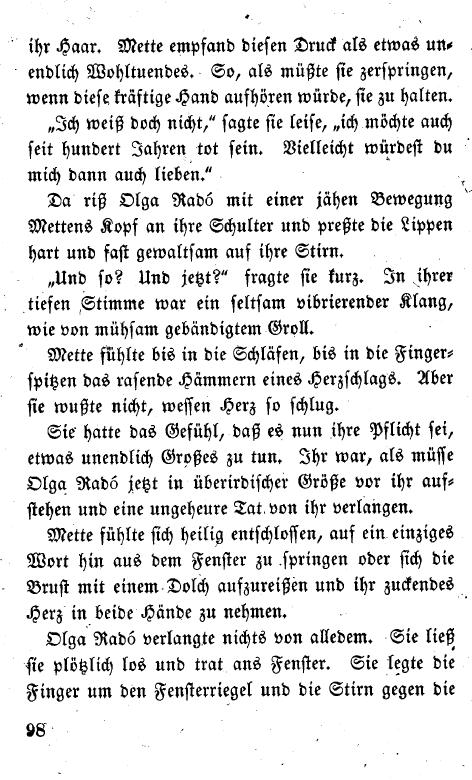 ihr Haar. Mette empfand diesen Druck als etwas un-
endlich Wohltuendes. So, als müßte sie zerspringen,
wenn diese kräftige Hand aufhören würde, sie zu halten.
„Ich weiß doch nicht,“ sagte sie leise, „ich möchte auch
seit hundert Jahren tot sein. Vielleicht würdest du
mich dann auch lieben.“
Da riß Olga Radó mit einer jähen Bewegung
Mettens Kopf an ihre Schulter und preßte die Lippen
hart und fast gewaltsam auf ihre Stirn.
„Und so? Und jetzt?“ fragte sie kurz. In ihrer
tiefen Stimme war ein seltsam vibrierender Klang,
wie von mühsam gebändigtem Groll.
Mette fühlte bis in die Schläfen, bis in die Finger-
spitzen das rasende Hämmern eines Herzschlags. Aber
sie wußte nicht, wessen Herz so schlug.
Sie hatte das Gefühl, daß es nun ihre Pflicht sei,
etwas unendlich Großes zu tun. Ihr war, als müsse
Olga Radó jetzt in überirdischer Größe vor ihr auf-
stehen und eine ungeheure Tat von ihr verlangen.
Mette fühlte sich heilig entschlossen, auf ein einziges
Wort hin aus dem Fenster zu springen oder sich die
Brust mit einem Dolch aufzureißen und ihr zuckendes
Herz in beide Hände zu nehmen.
Olga Radó verlangte nichts von alledem. Sie ließ
sie plötzlich los und trat ans Fenster. Sie legte die
Finger um den Fensterriegel und die Stirn gegen die
98